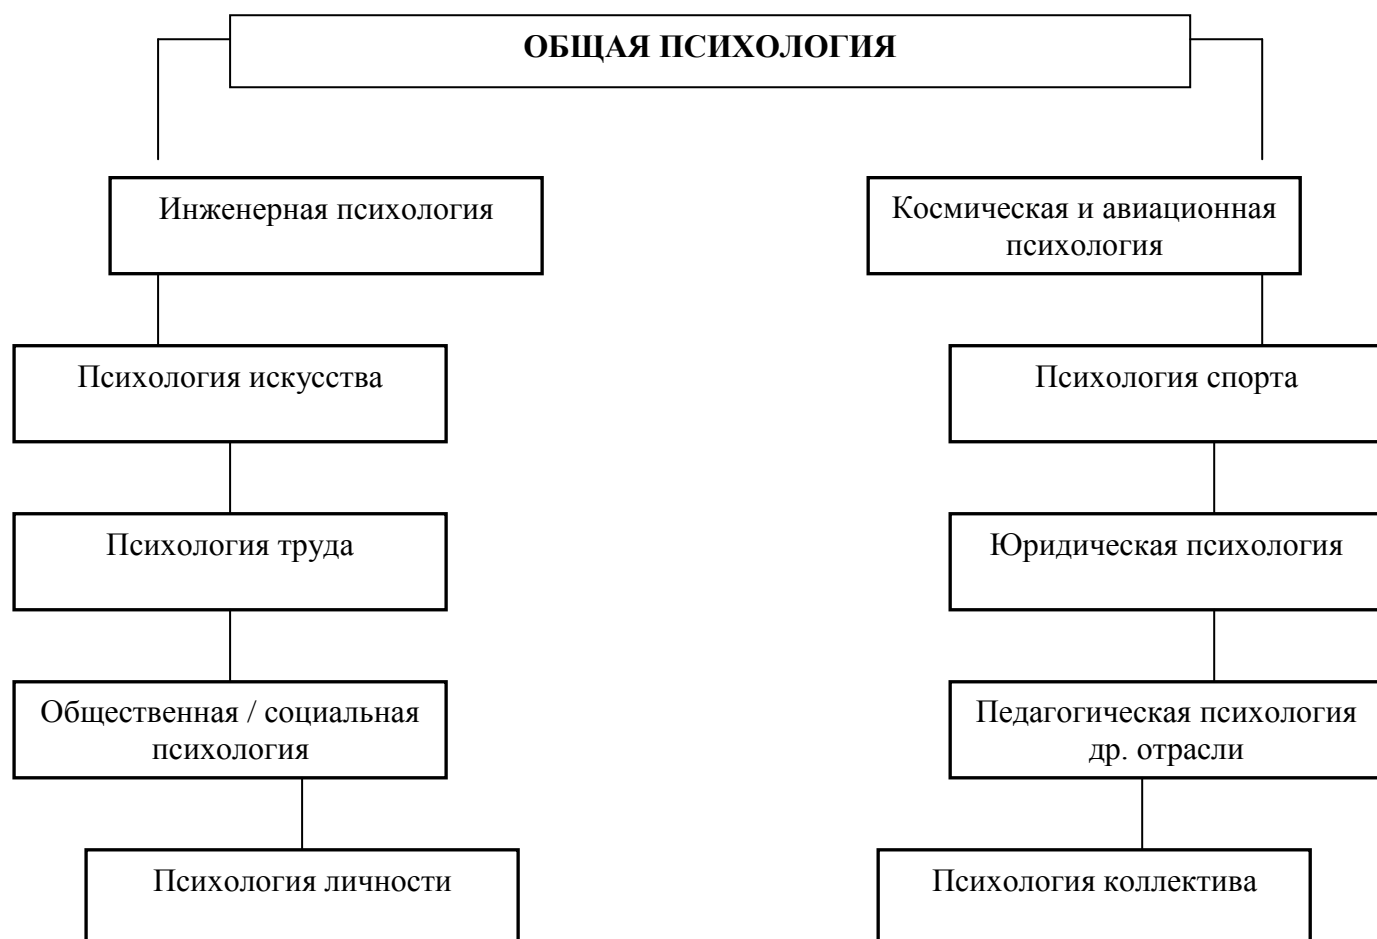 ОБЩАЯ ПСИХОЛОГИЯ
Инженерная психология
Космическая и авиационная
психология
Психология искусства
Психология спорта
Психология труда
Юридическая психология
Общественная / социальная
психология
Педагогическая психология
др. отрасли
Психология личности
Психология коллектива